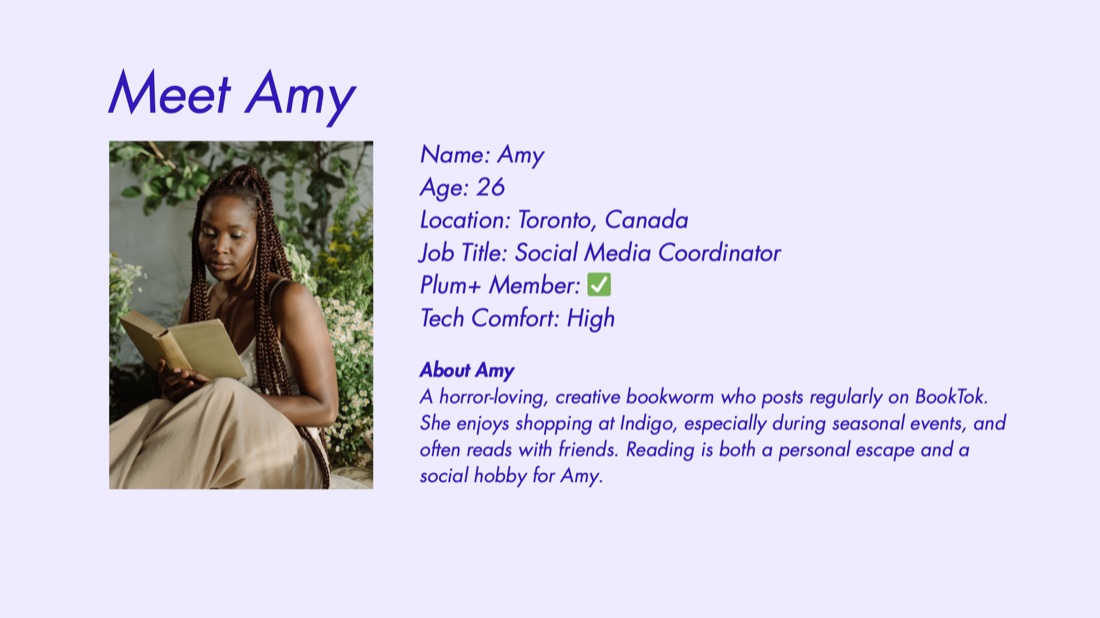 Meet Amy
Name: Amy
Age: 26
Location: Toronto, Canada
Job Title: Social Media Coordinator
Plum+ Member: ✅
Tech Comfort: High
About Amy
A horror-loving, creative bookworm who posts regularly on BookTok.
She enjoys shopping at Indigo, especially during seasonal events, and
often reads with friends. Reading is both a personal escape and a
social hobby for Amy.